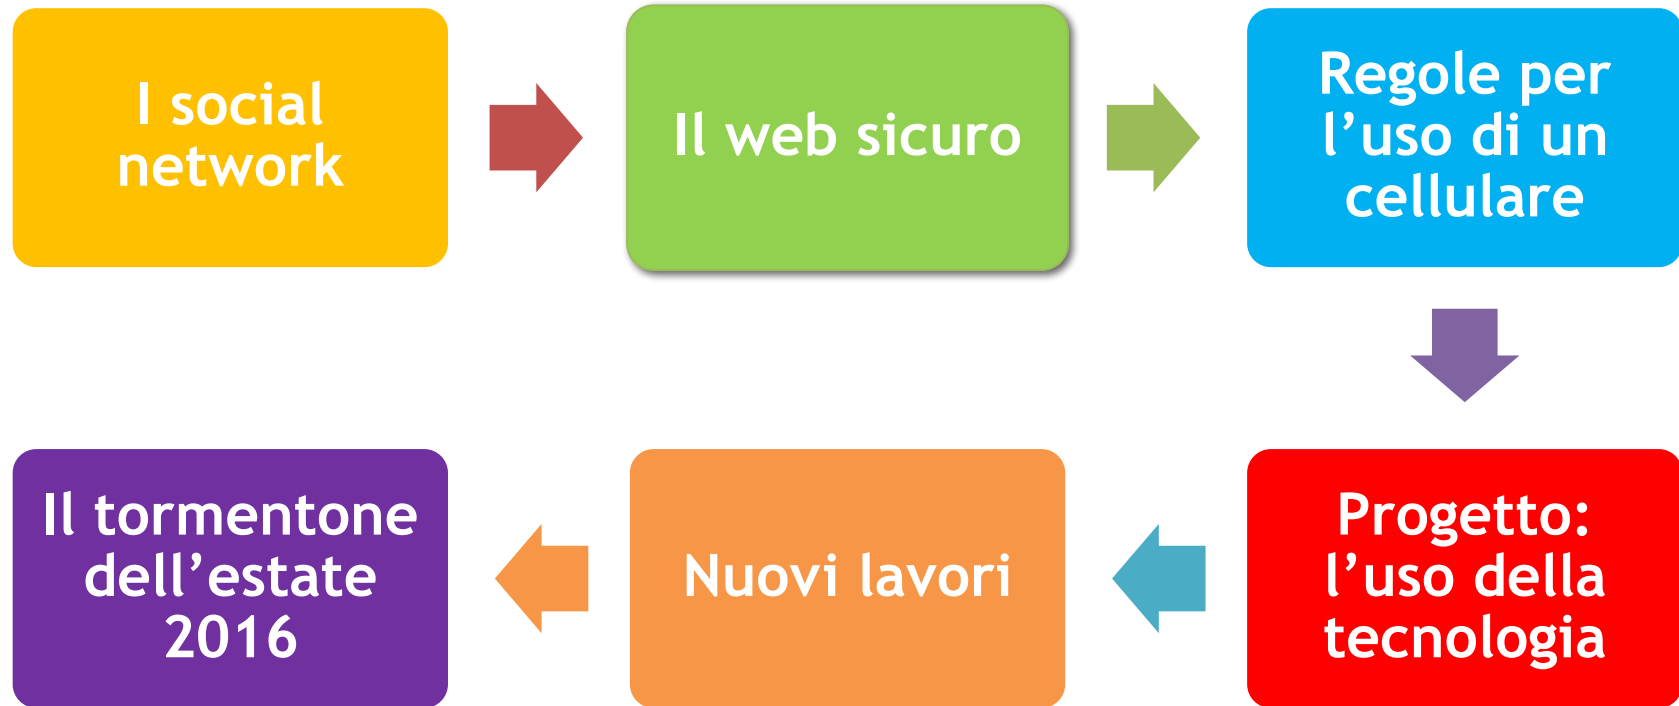 I social
network
Il web sicuro
Regole per
l’uso di un
cellulare
Progetto:
l’uso della
tecnologia
Nuovi lavori
Il tormentone
dell’estate
2016